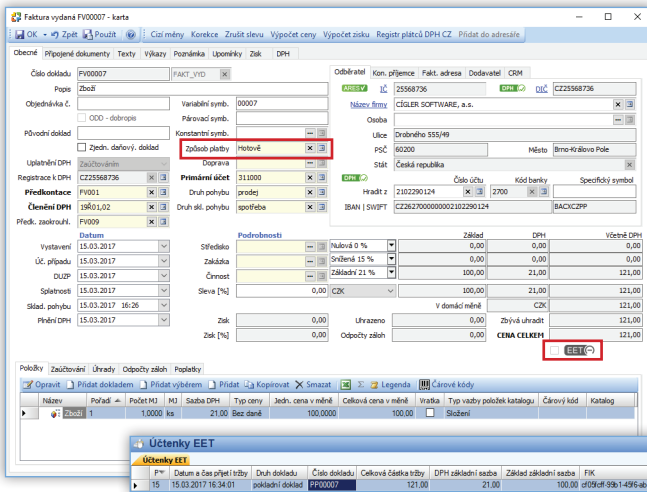 Faktura vydaná FV00007 - karta
OK Zpět Použít Cizí měny Korekce Zrušit slevu Výpočet ceny Výpočet zisku Registr plátců DPH CZ Přidat do adresáře
Obecné Připojené dokumenty Texty Výkazy Poznámka Upomínky Zisk DPH
Číslo dokladu FV00007 FAKT_VYD
Popis Zboží
Objednávka č. Variabilní symb. 00007
ODD - dobropis Párovací symb.
Původní doklad Konstantní symb.
Zjedn. daňový. doklad Způsob platby Hotově
Uplatnění DPH Zaúčtováním Doprava
Registrace k DPH CZ25568736 Primární účet 311000
Předkontace FV001 Druh pohybu prodej
Členění DPH 19Ř01,02 Druh skl. pohybu spotřeba
Předk. zaokrouhl. FV009
Odběratel Kon. příjemce Fakt. adresa Dodavatel CRM
ARES IČ 25568736 DPH DIČ CZ25568736
Název firmy CÍGLER SOFTWARE, a.s.
Osoba
Ulice Drobného 555/49
PSČ 60200 Město Brno-Královo Pole
Stát Česká republika
DPH Číslo účtu Kód banky Specifický symbol
Hradit z 2102290124 2700
IBAN | SWIFT CZ2627000000002102290124 BACXCZPP
Datum Podrobnosti Základ DPH Včetně DPH
Vystavení 15.03.2017 Středisko Nulová 0 % 0,00 0,00 0,00
Úč. případu 15.03.2017 Zakázka Snížená 15 % 0,00 0,00 0,00
DUZP 15.03.2017 Činnost Základní 21 % 100,00 21,00 121,00
Splatnosti 15.03.2017 Sleva [%] 0,00 CZK 100,00 21,00 121,00
Sklad. pohybu 15.03.2017 16:26 V domácí měně CZK 121,00
Plnění DPH 15.03.2017 Zisk 0,00 Uhrazeno 0,00 Zbývá uhradit 121,00
Zisk [%] 0,00 Odpočty záloh 0,00 CENA CELKEM 121,00
EET
Položky Zaúčtování Úhrady Odpočty záloh Poplatky
Opravit Přidat dokladem Přidat výběrem Přidat Kopírovat Smazat Legenda Čárové kódy
Název Pořadí Počet MJ MJ Sazba DPH Typ ceny Jedn. cena v měně Celková cena v měně Vratka Typ vazby položek katalogu Čárový kód Katalog
Zboží 1 1,0000 ks 21,00 Bez daně 100,0000 100,00 Složení
Účtenky EET
Účtenky EET
Datum a čas přijetí tržby Druh dokladu Číslo dokladu Celková částka tržby DPH základní sazba Základ základní sazba FIK
15 15.03.2017 16:34:01 pokladní doklad PP00007 121,00 21,00 100,00